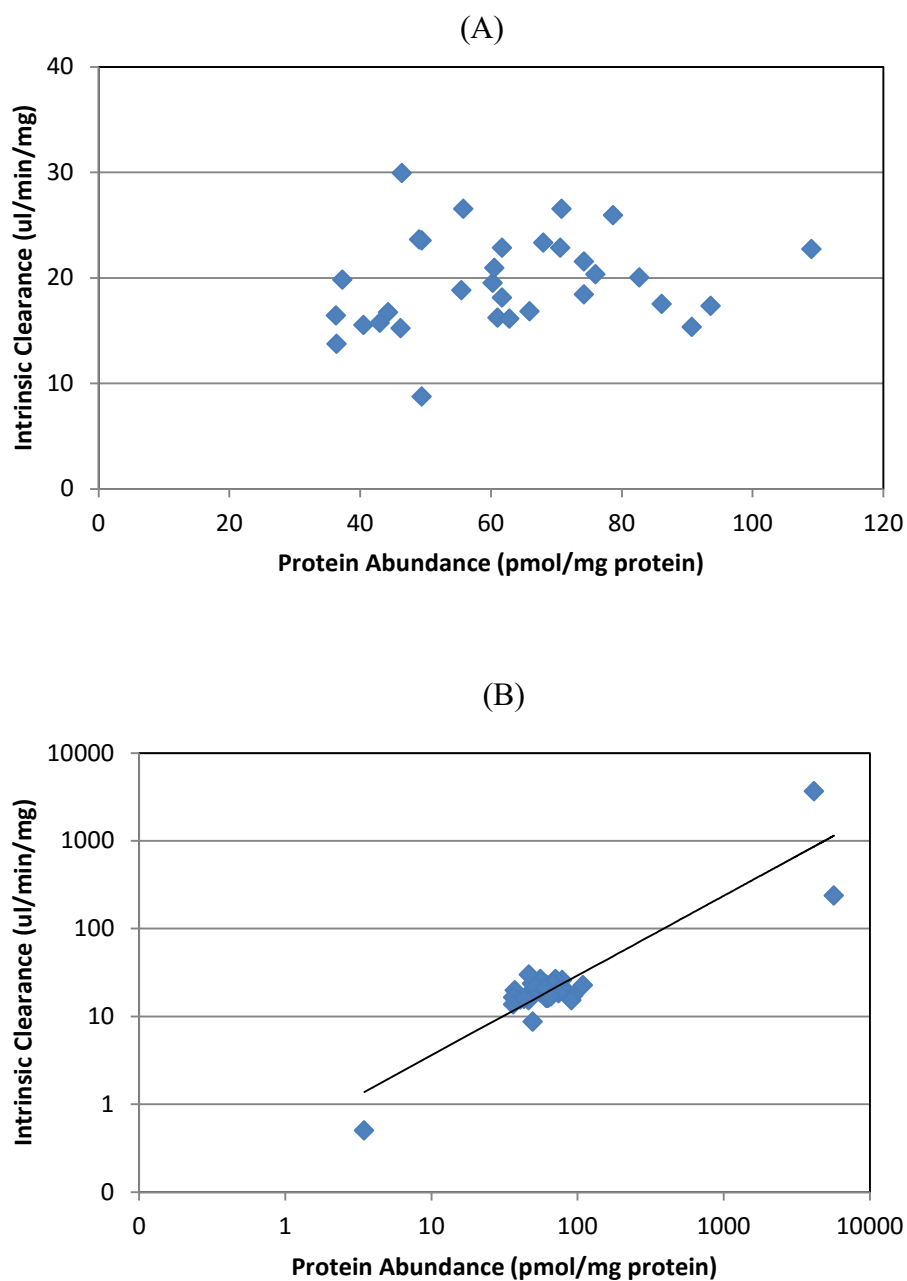 (A)
40
30
20
10
0
0 20 40 60 80 100 120
Intrinsic Clearance (ul/min/mg)
Protein Abundance (pmol/mg protein)
(B)
10000
1000
100
10
1
0
0 1 10 100 1000 10000
Intrinsic Clearance (ul/min/mg)
Protein Abundance (pmol/mg protein)